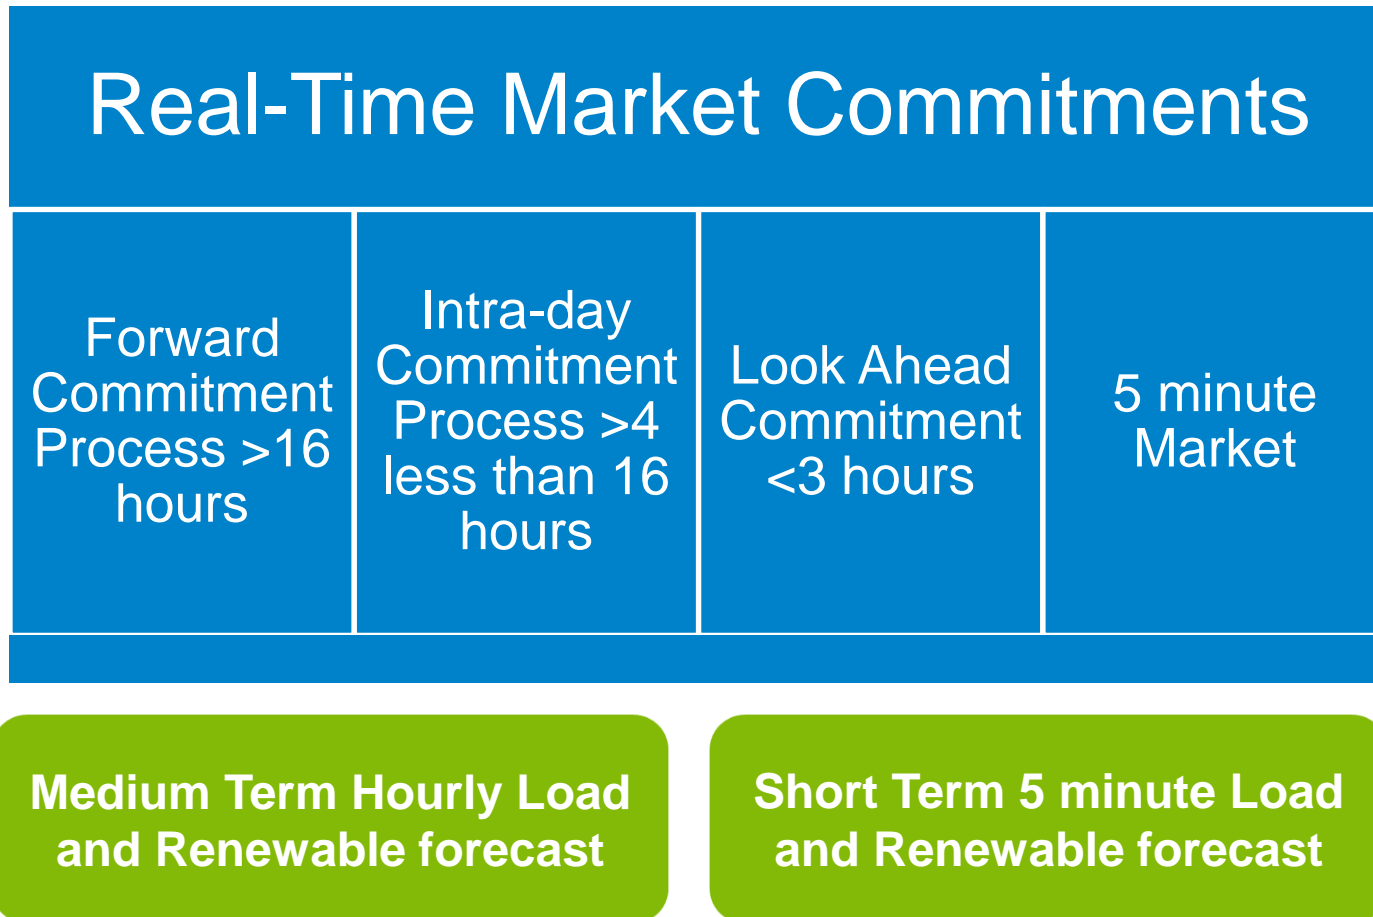 Real-Time Market Commitments
Forward
Commitment
Process >16
hours
Intra-day
Commitment
Process >4
less than 16
hours
Look Ahead
Commitment
<3 hours
5 minute
Market
Medium Term Hourly Load
and Renewable forecast
Short Term 5 minute Load
and Renewable forecast